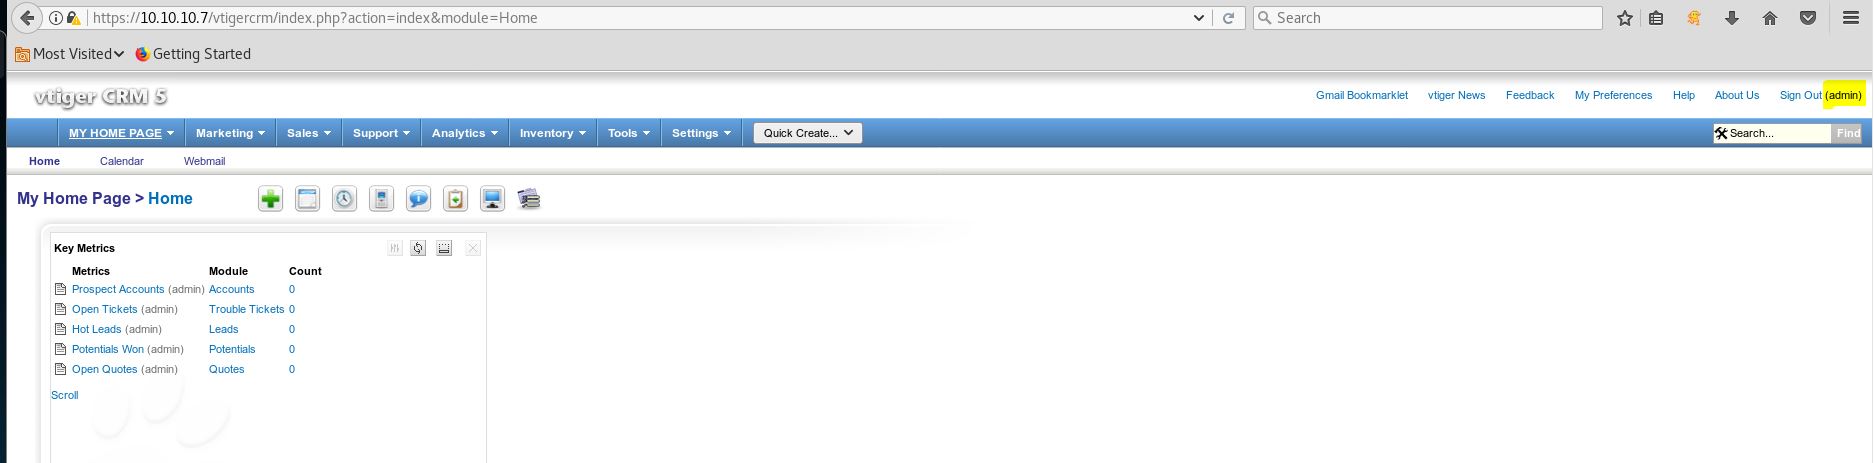 https://10.10.10.7/vtigercrm/index.php?action=index&module=Home Search
Most Visited Getting Started
vtiger CRM 5 Gmail Bookmarklet vtiger News Feedback My Preferences Help About Us Sign Out (admin)
MY HOME PAGE Marketing Sales Support Analytics Inventory Tools Settings Quick Create... Search... Find
Home Calendar Webmail
My Home Page > Home
Key Metrics
Metrics Module Count
Prospect Accounts (admin) Accounts 0
Open Tickets (admin) Trouble Tickets 0
Hot Leads (admin) Leads 0
Potentials Won (admin) Potentials 0
Open Quotes (admin) Quotes 0
Scroll